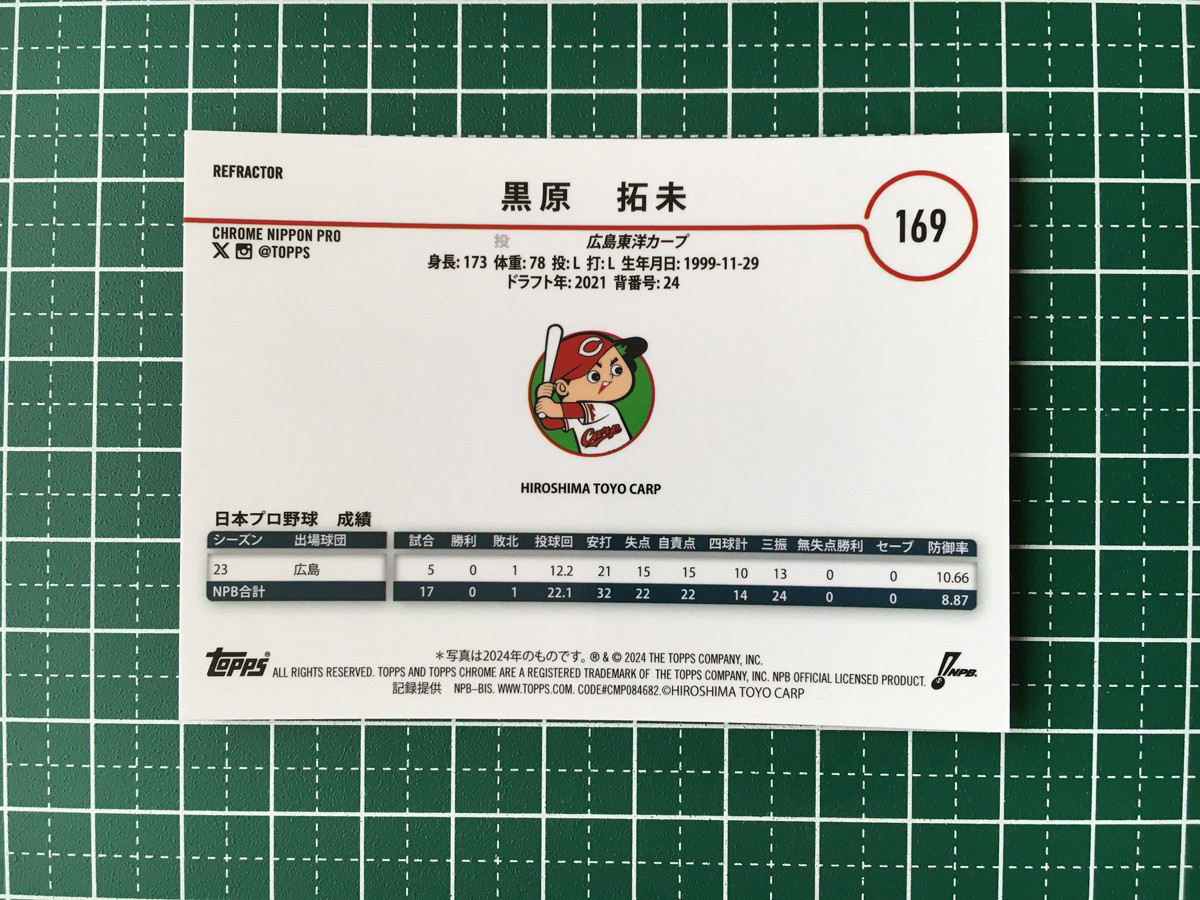 REFRACTOR
黒原 拓未
169
CHROME NIPPON PRO
投 広島東洋カープ
@TOPPS
身長: 173 体重: 78 投: L 打: L 生年月日: 1999-11-29
ドラフト年: 2021 背番号: 24
C
Carp
HIROSHIMA TOYO CARP
日本プロ野球 成績
シーズン 出場球団 試合 勝利 敗北 投球回 安打 失点 自責点 四球計 三振 無失点勝利 セーブ 防御率
23 広島 5 0 1 12.2 21 15 15 10 13 0 0 10.66
NPB合計 17 0 1 22.1 32 22 22 14 24 0 0 8.87
TOPPS®
＊写真は2024年のものです。® & © 2024 THE TOPPS COMPANY, INC.
ALL RIGHTS RESERVED. TOPPS AND TOPPS CHROME ARE A REGISTERED TRADEMARK OF THE TOPPS COMPANY, INC. NPB OFFICIAL LICENSED PRODUCT.
記録提供 NPB–BIS. WWW.TOPPS.COM. CODE#CMP084682.©HIROSHIMA TOYO CARP
NPB.